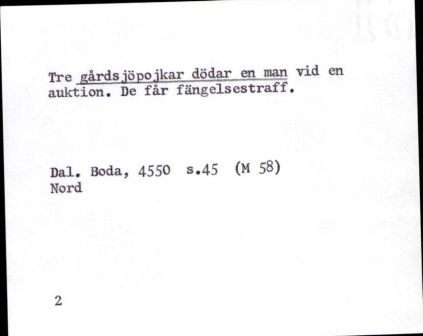 Tre gårdsjöpojkar dödar en man vid en
auktion. De får fängelsestraff.
Dal. Boda, 4550 s.45 (M 58)
Nord
2